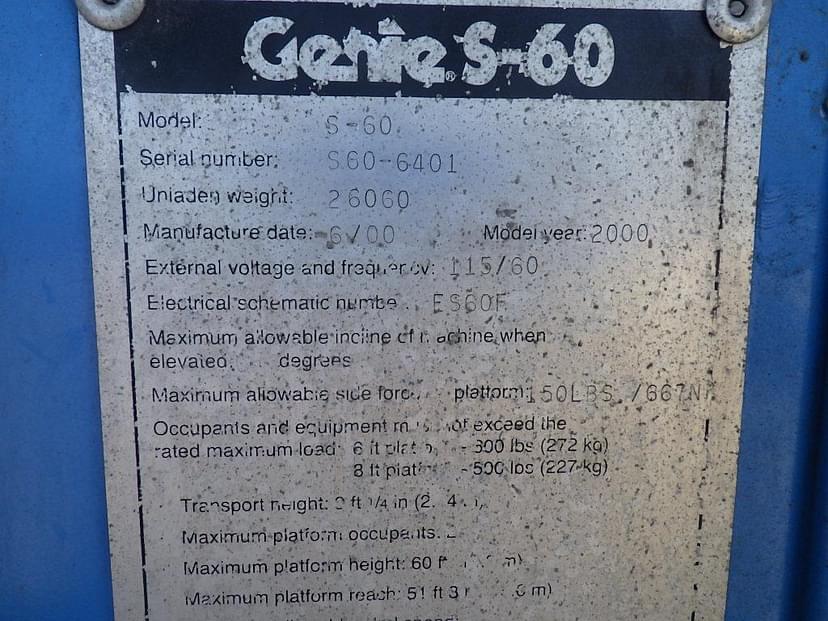 Genie® S-60
Model: S-60
Serial number: S60-6401
Unladen weight: 26060
Manufacture date: 6/00 Model year: 2000
External voltage and frequency: 115/60
Electrical schematic number ES60F
Maximum allowable incline of machine when
elevated degrees
Maximum allowable side force platform: 150LBS /667N
Occupants and equipment must not exceed the
rated maximum load: 6 ft platform - 600 lbs (272 kg)
8 ft platform - 500 lbs (227 kg)
Transport height: ft 1/4 in
Maximum platform occupants:
Maximum platform height: 60 ft m)
Maximum platform reach: 51 ft 3 m)